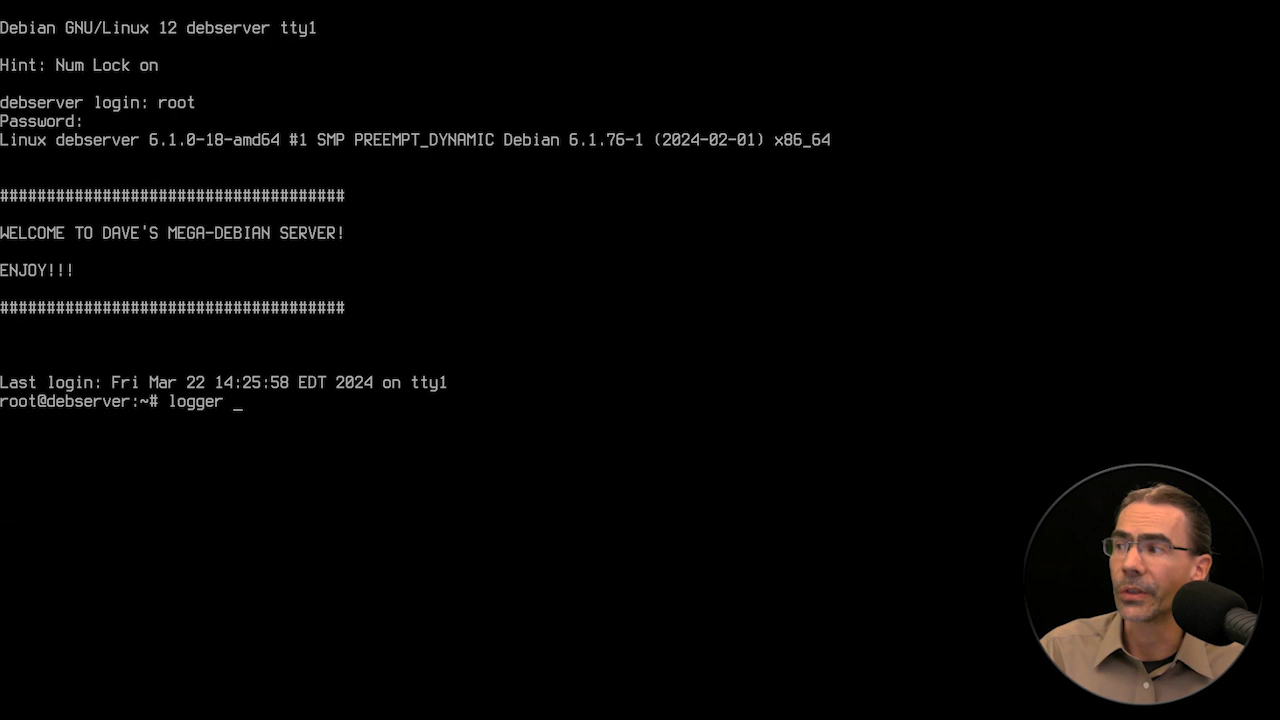 Debian GNU/Linux 12 debserver tty1
Hint: Num Lock on
debserver login: root
Password:
Linux debserver 6.1.0-18-amd64 #1 SMP PREEMPT_DYNAMIC Debian 6.1.76-1 (2024-02-01) x86_64
#####################################
WELCOME TO DAVE'S MEGA-DEBIAN SERVER!
ENJOY!!!
#####################################
Last login: Fri Mar 22 14:25:58 EDT 2024 on tty1
root@debserver:~# logger _